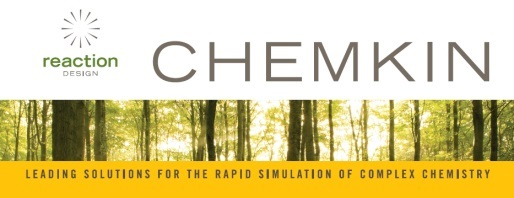 reaction
DESIGN
CHEMKIN
LEADING SOLUTIONS FOR THE RAPID SIMULATION OF COMPLEX CHEMISTRY